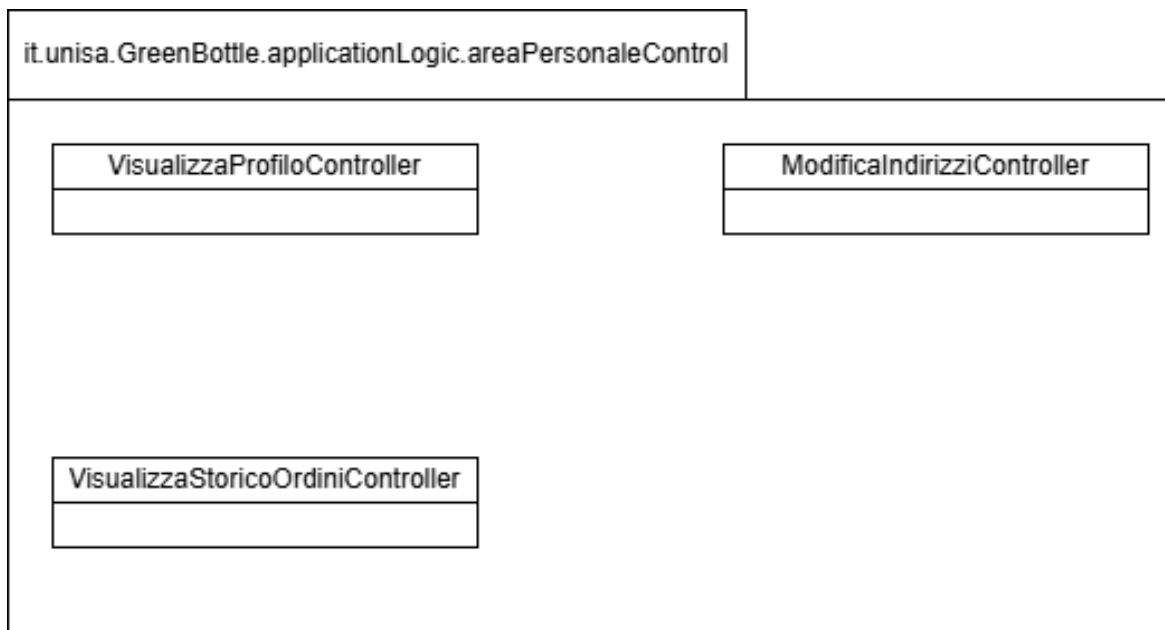 it.unisa.GreenBottle.applicationLogic.areaPersonaleControl
VisualizzaProfiloController
ModificaIndirizziController
VisualizzaStoricoOrdiniController